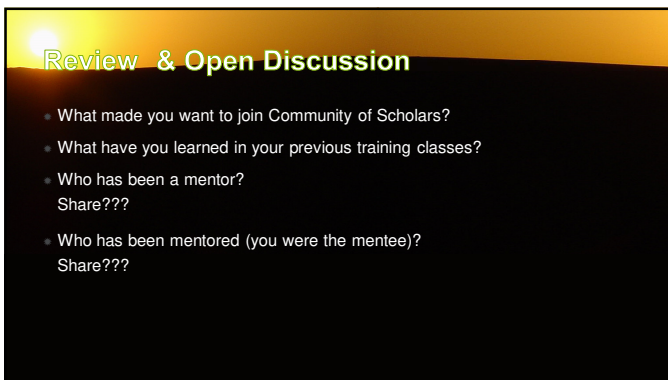 Review & Open Discussion
What made you want to join Community of Scholars?
What have you learned in your previous training classes?
Who has been a mentor?
Share???
Who has been mentored (you were the mentee)?
Share???